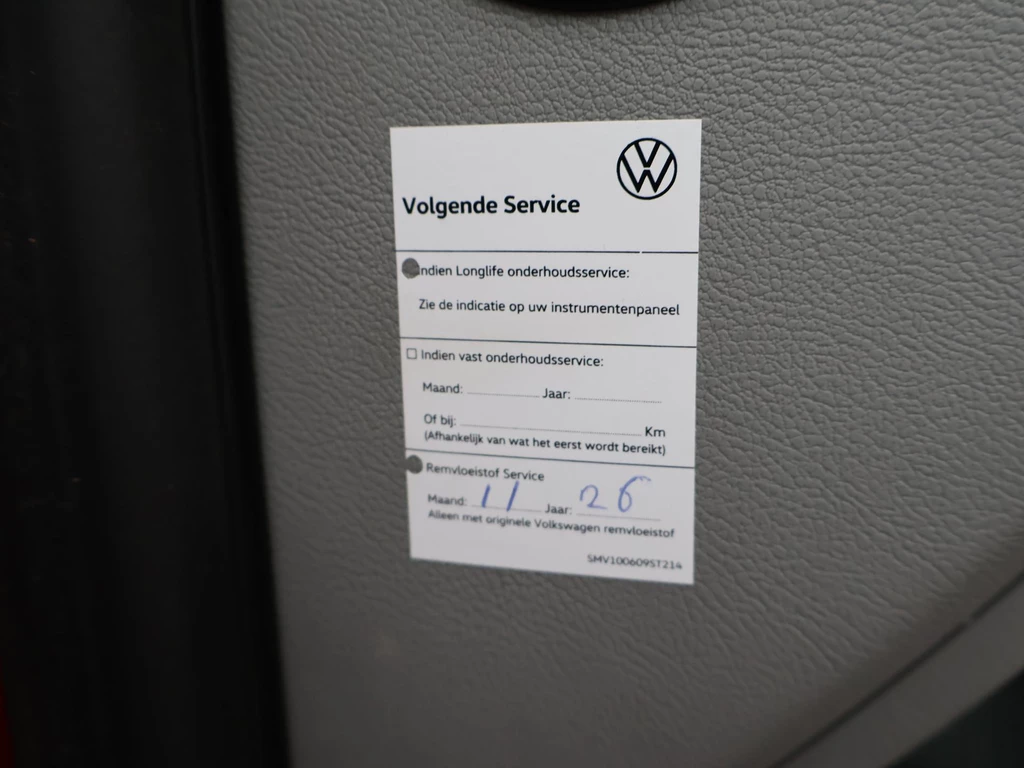 Volgende Service
Indien Longlife onderhoudsservice:
Zie de indicatie op uw instrumentenpaneel
Indien vast onderhoudsservice:
Maand: Jaar:
Of bij: Km
(Afhankelijk van wat het eerst wordt bereikt)
Remvloeistof Service
Maand: 11 Jaar: 26
Alleen met originele Volkswagen remvloeistof
SMV100609ST214